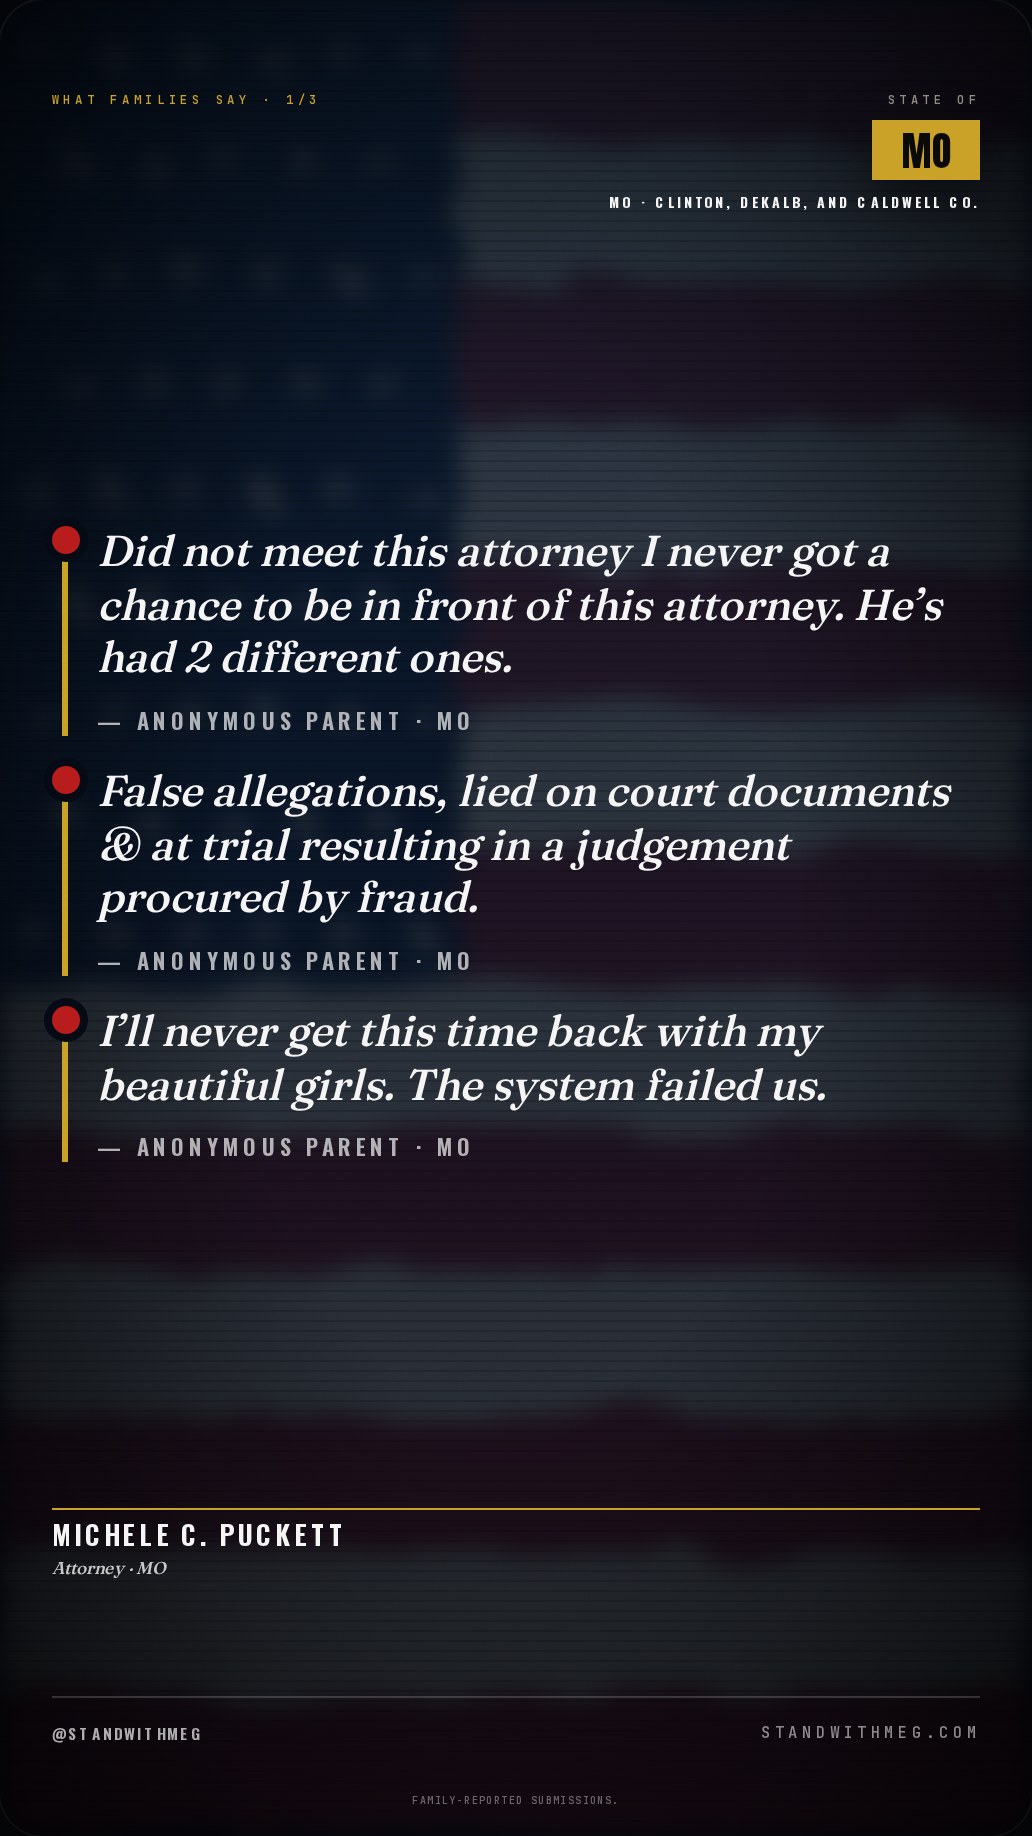 WHAT FAMILIES SAY · 1/3
STATE OF
MO
MO · CLINTON, DEKALB, AND CALDWELL CO.
Did not meet this attorney I never got a
chance to be in front of this attorney. He’s
had 2 different ones.
— ANONYMOUS PARENT · MO
False allegations, lied on court documents
& at trial resulting in a judgement
procured by fraud.
— ANONYMOUS PARENT · MO
I’ll never get this time back with my
beautiful girls. The system failed us.
— ANONYMOUS PARENT · MO
MICHELE C. PUCKETT
Attorney · MO
@STANDWITHMEG
STANDWITHMEG.COM
FAMILY-REPORTED SUBMISSIONS.